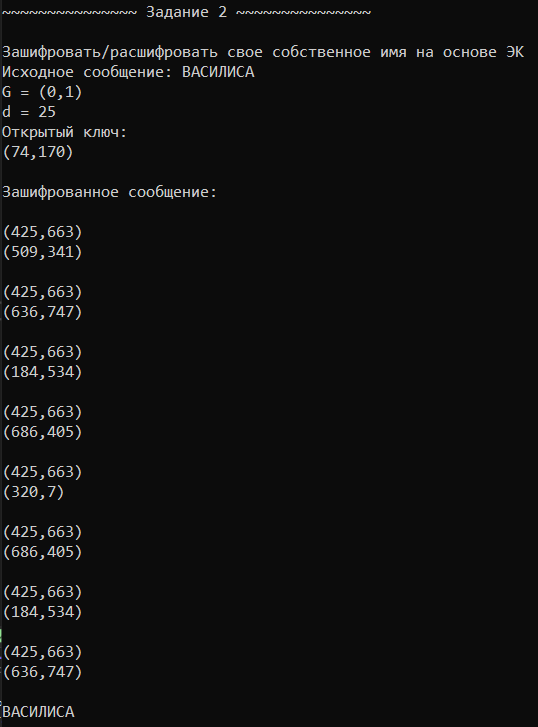 ~~~~~~~~~~~~~~~ Задание 2 ~~~~~~~~~~~~~~~
Зашифровать/расшифровать свое собственное имя на основе ЭК
Исходное сообщение: ВАСИЛИСА
G = (0,1)
d = 25
Открытый ключ:
(74,170)
Зашифрованное сообщение:
(425,663)
(509,341)
(425,663)
(636,747)
(425,663)
(184,534)
(425,663)
(686,405)
(425,663)
(320,7)
(425,663)
(686,405)
(425,663)
(184,534)
(425,663)
(636,747)
ВАСИЛИСА